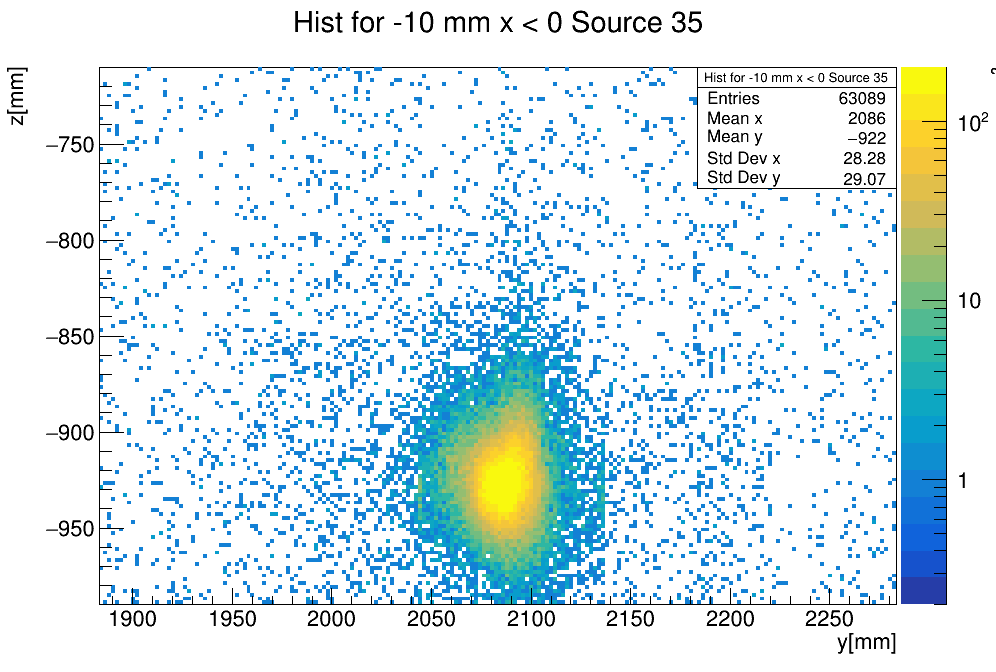 Hist for -10 mm x < 0 Source 35
z[mm]
Hist for -10 mm x < 0 Source 35
Entries 63089
Mean x 2086
Mean y −922
Std Dev x 28.28
Std Dev y 29.07
−750
−800
−850
−900
−950
10²
10
1
1900 1950 2000 2050 2100 2150 2200 2250
y[mm]